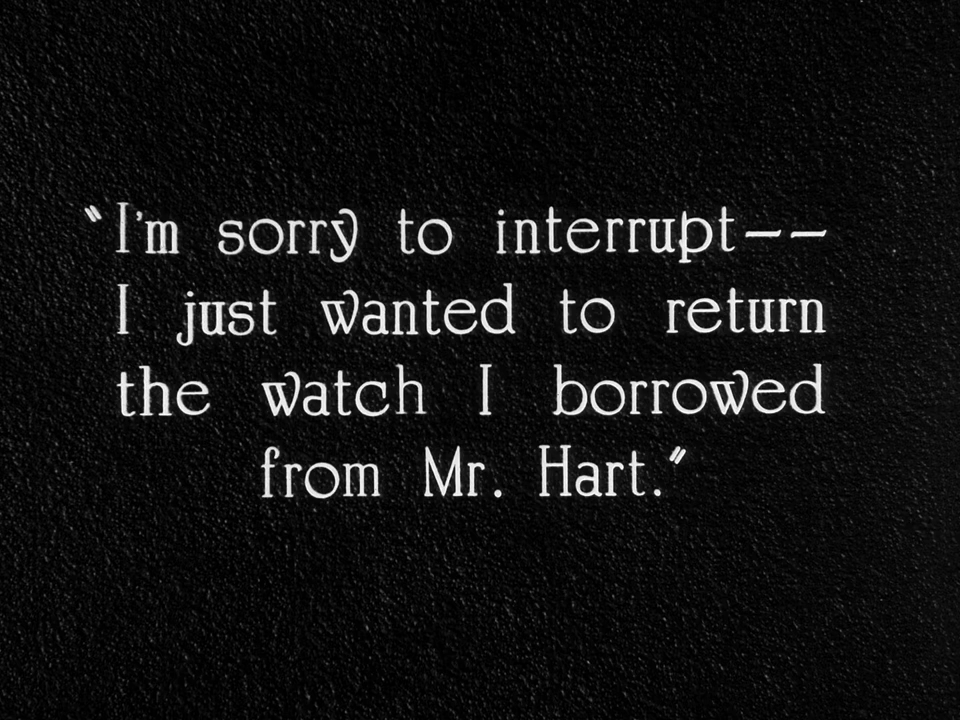 "I'm sorry to interrupt——
I just wanted to return
the watch I borrowed
from Mr. Hart."